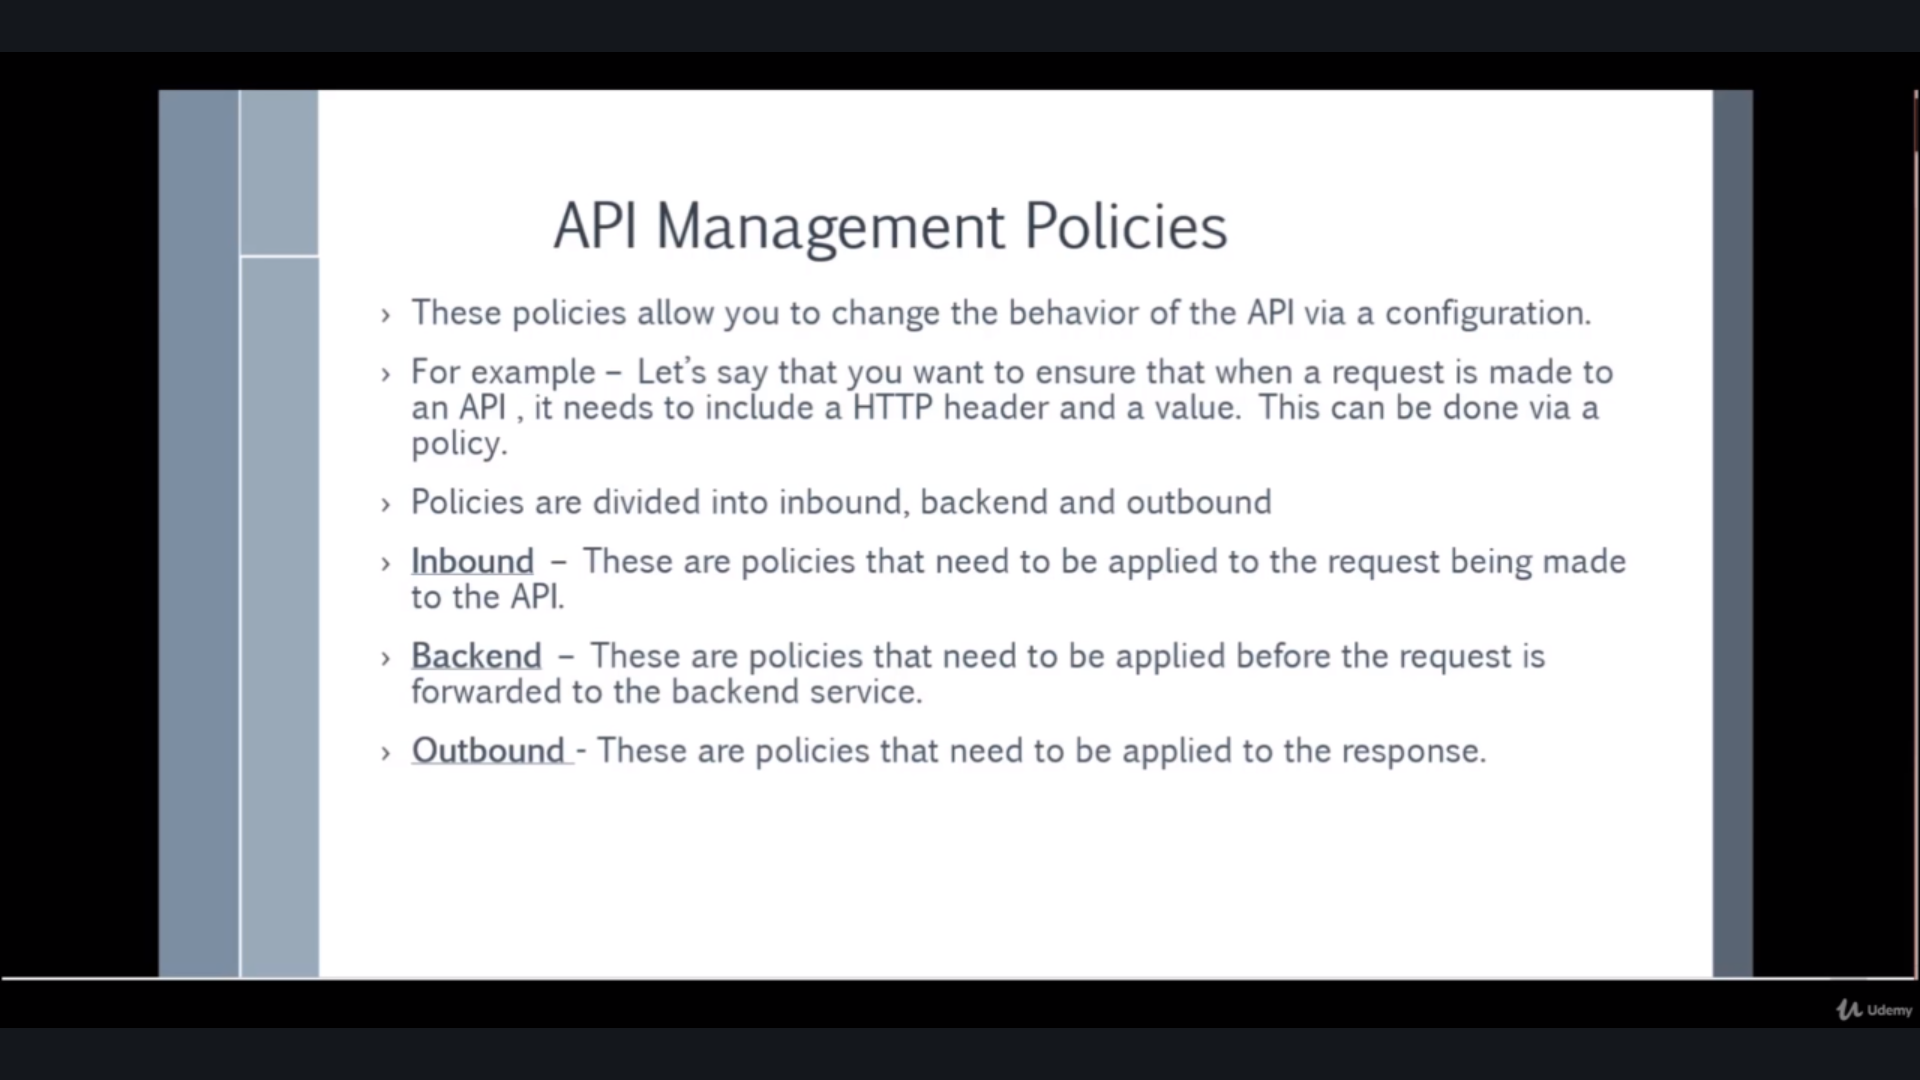 API Management Policies
› These policies allow you to change the behavior of the API via a configuration.
› For example – Let’s say that you want to ensure that when a request is made to
an API , it needs to include a HTTP header and a value. This can be done via a
policy.
› Policies are divided into inbound, backend and outbound
› Inbound – These are policies that need to be applied to the request being made
to the API.
› Backend – These are policies that need to be applied before the request is
forwarded to the backend service.
› Outbound - These are policies that need to be applied to the response.
Udemy